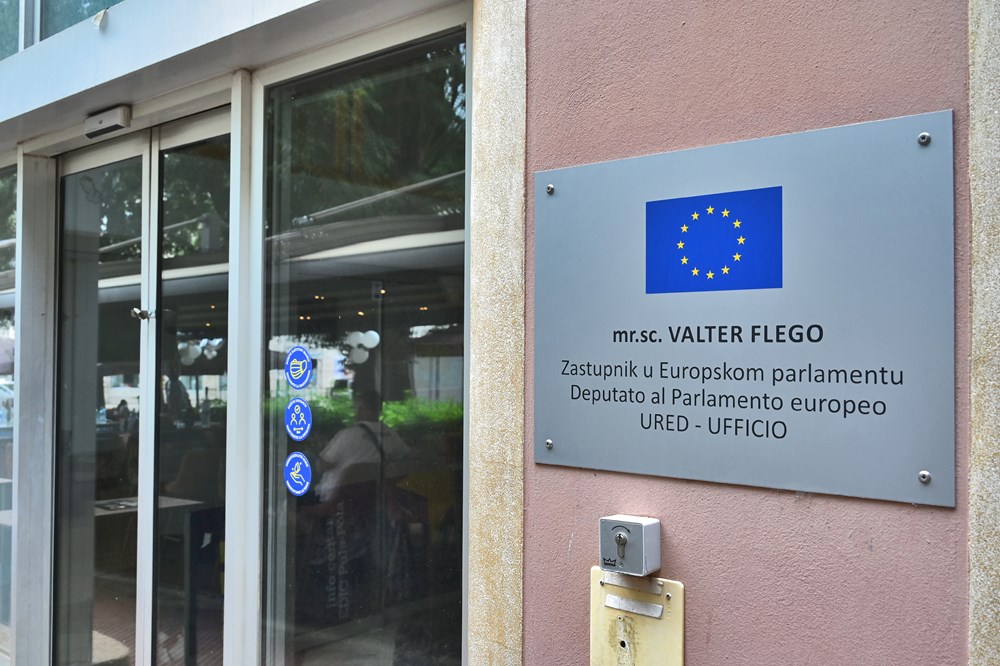 mr.sc. VALTER FLEGO
Zastupnik u Europskom parlamentu
Deputato al Parlamento europeo
URED - UFFICIO